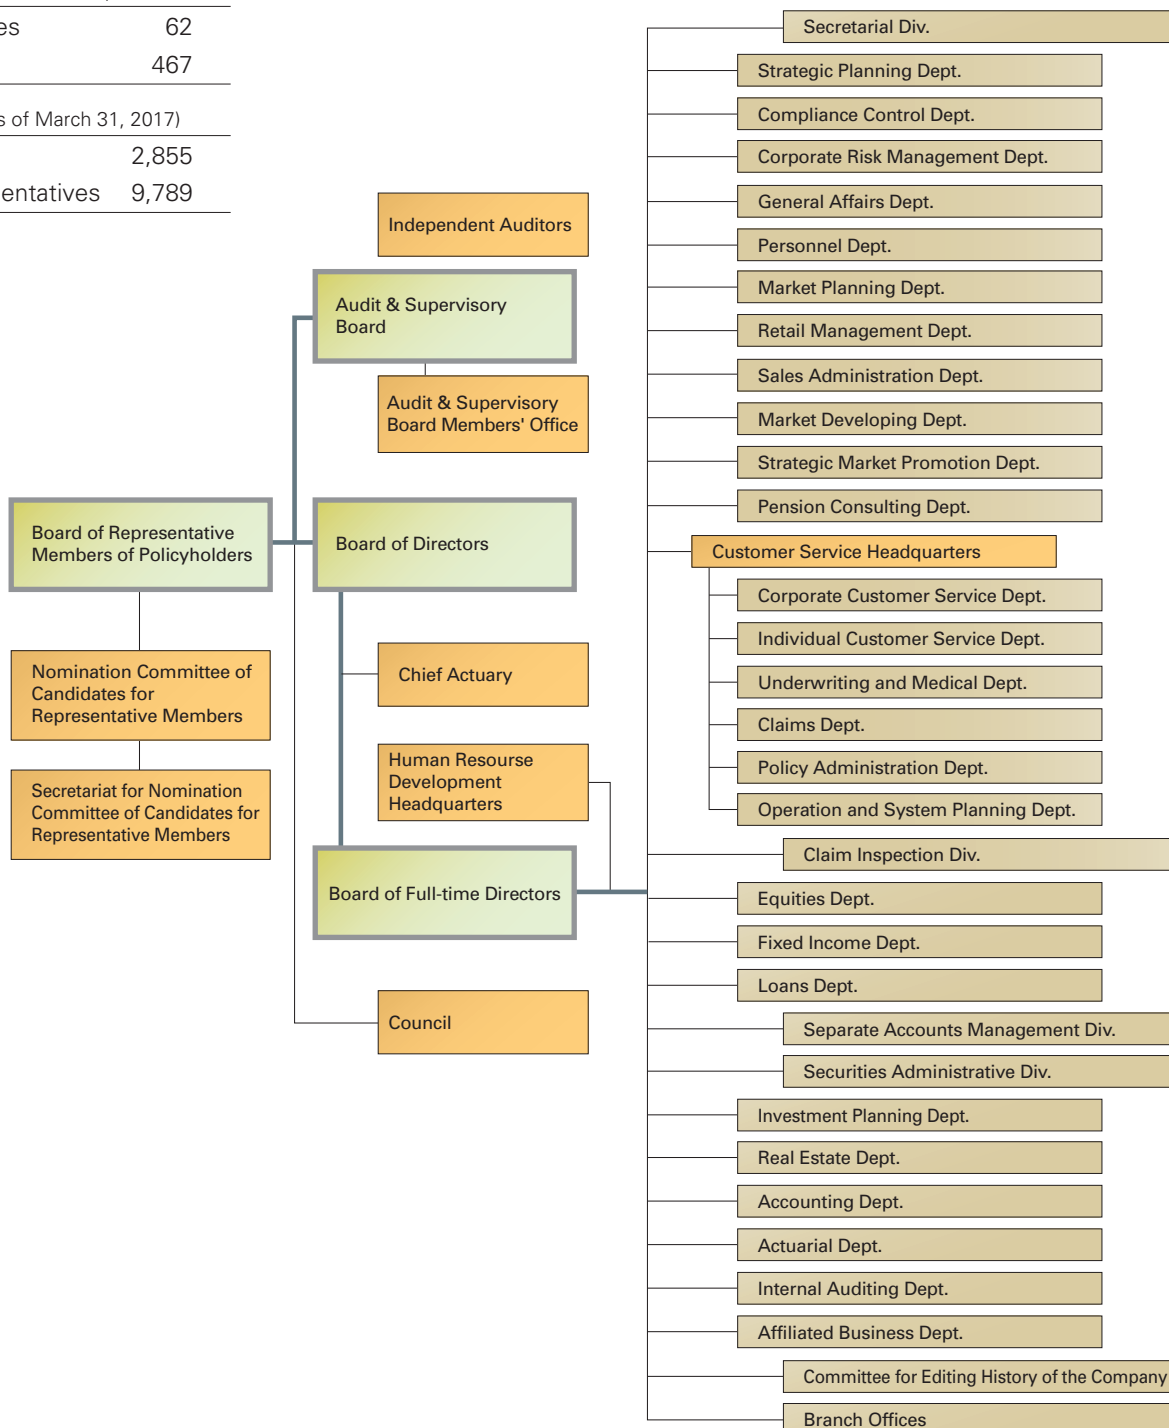 62
467
s of March 31, 2017)
2,855
9,789
Independent Auditors
Audit & Supervisory
Board
Audit & Supervisory
Board Members' Office
Board of Representative
Members of Policyholders
Board of Directors
Nomination Committee of
Candidates for
Representative Members
Secretariat for Nomination
Committee of Candidates for
Representative Members
Chief Actuary
Human Resourse
Development
Headquarters
Board of Full-time Directors
Council
Secretarial Div.
Strategic Planning Dept.
Compliance Control Dept.
Corporate Risk Management Dept.
General Affairs Dept.
Personnel Dept.
Market Planning Dept.
Retail Management Dept.
Sales Administration Dept.
Market Developing Dept.
Strategic Market Promotion Dept.
Pension Consulting Dept.
Customer Service Headquarters
Corporate Customer Service Dept.
Individual Customer Service Dept.
Underwriting and Medical Dept.
Claims Dept.
Policy Administration Dept.
Operation and System Planning Dept.
Claim Inspection Div.
Equities Dept.
Fixed Income Dept.
Loans Dept.
Separate Accounts Management Div.
Securities Administrative Div.
Investment Planning Dept.
Real Estate Dept.
Accounting Dept.
Actuarial Dept.
Internal Auditing Dept.
Affiliated Business Dept.
Committee for Editing History of the Company
Branch Offices